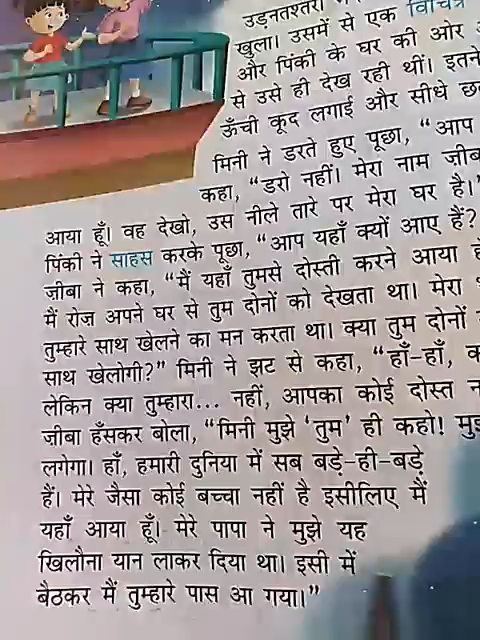 उड़नतश्तरी
खुला। उसमें से एक विचित्र
और पिंकी के घर की ओर
से उसे ही देख रही थीं। इतने
ऊँची कूद लगाई और सीधे
मिनी ने डरते हुए पूछा, “आप
कहा, “डरो नहीं। मेरा नाम ज़ीबा
आया हूँ। वह देखो, उस नीले तारे पर मेरा घर है।”
पिंकी ने साहस करके पूछा, “आप यहाँ क्यों आए हैं?
ज़ीबा ने कहा, “मैं यहाँ तुमसे दोस्ती करने आया
मैं रोज़ अपने घर से तुम दोनों को देखता था। मेरा
तुम्हारे साथ खेलने का मन करता था। क्या तुम दोनों
साथ खेलोगी?” मिनी ने झट से कहा, “हाँ-हाँ,
लेकिन क्या तुम्हारा... नहीं, आपका कोई दोस्त
ज़ीबा हँसकर बोला, “मिनी मुझे ‘तुम’ ही कहो!
लगेगा। हाँ, हमारी दुनिया में सब बड़े-ही-बड़े
हैं। मेरे जैसा कोई बच्चा नहीं है इसीलिए मैं
यहाँ आया हूँ। मेरे पापा ने मुझे यह
खिलौना यान लाकर दिया था। इसी में
बैठकर मैं तुम्हारे पास आ गया।”